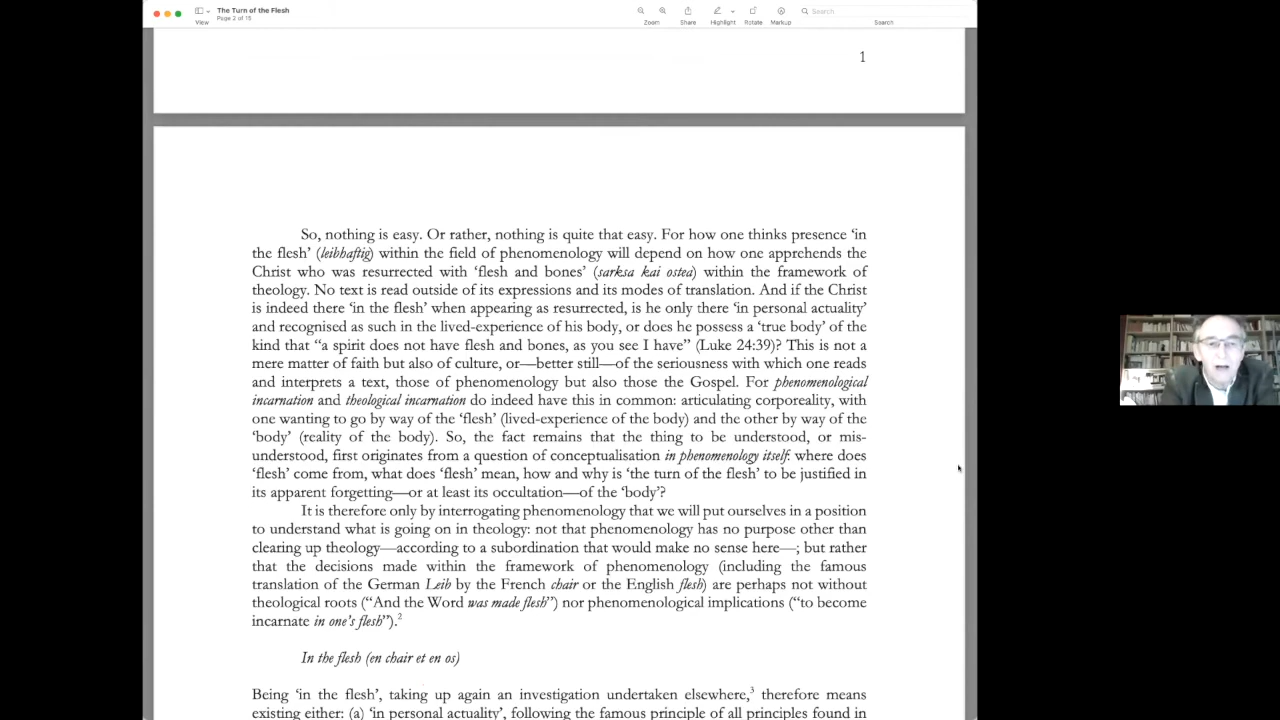 The Turn of the Flesh
Page 2 of 15
View
Zoom
Share
Highlight
Rotate
Markup
Search
Search
1
So, nothing is easy. Or rather, nothing is quite that easy. For how one thinks presence ‘in
the flesh’ (leibhaftig) within the field of phenomenology will depend on how one apprehends the
Christ who was resurrected with ‘flesh and bones’ (sarksa kai ostea) within the framework of
theology. No text is read outside of its expressions and its modes of translation. And if the Christ
is indeed there ‘in the flesh’ when appearing as resurrected, is he only there ‘in personal actuality’
and recognised as such in the lived-experience of his body, or does he possess a ‘true body’ of the
kind that “a spirit does not have flesh and bones, as you see I have” (Luke 24:39)? This is not a
mere matter of faith but also of culture, or—better still—of the seriousness with which one reads
and interprets a text, those of phenomenology but also those the Gospel. For phenomenological
incarnation and theological incarnation do indeed have this in common: articulating corporeality, with
one wanting to go by way of the ‘flesh’ (lived-experience of the body) and the other by way of the
‘body’ (reality of the body). So, the fact remains that the thing to be understood, or mis-
understood, first originates from a question of conceptualisation in phenomenology itself: where does
‘flesh’ come from, what does ‘flesh’ mean, how and why is ‘the turn of the flesh’ to be justified in
its apparent forgetting—or at least its occultation—of the ‘body’?
It is therefore only by interrogating phenomenology that we will put ourselves in a position
to understand what is going on in theology: not that phenomenology has no purpose other than
clearing up theology—according to a subordination that would make no sense here—; but rather
that the decisions made within the framework of phenomenology (including the famous
translation of the German Leib by the French chair or the English flesh) are perhaps not without
theological roots (“And the Word was made flesh”) nor phenomenological implications (“to become
incarnate in one’s flesh”).²
In the flesh (en chair et en os)
Being ‘in the flesh’, taking up again an investigation undertaken elsewhere,³ therefore means
existing either: (a) ‘in personal actuality’, following the famous principle of all principles found in